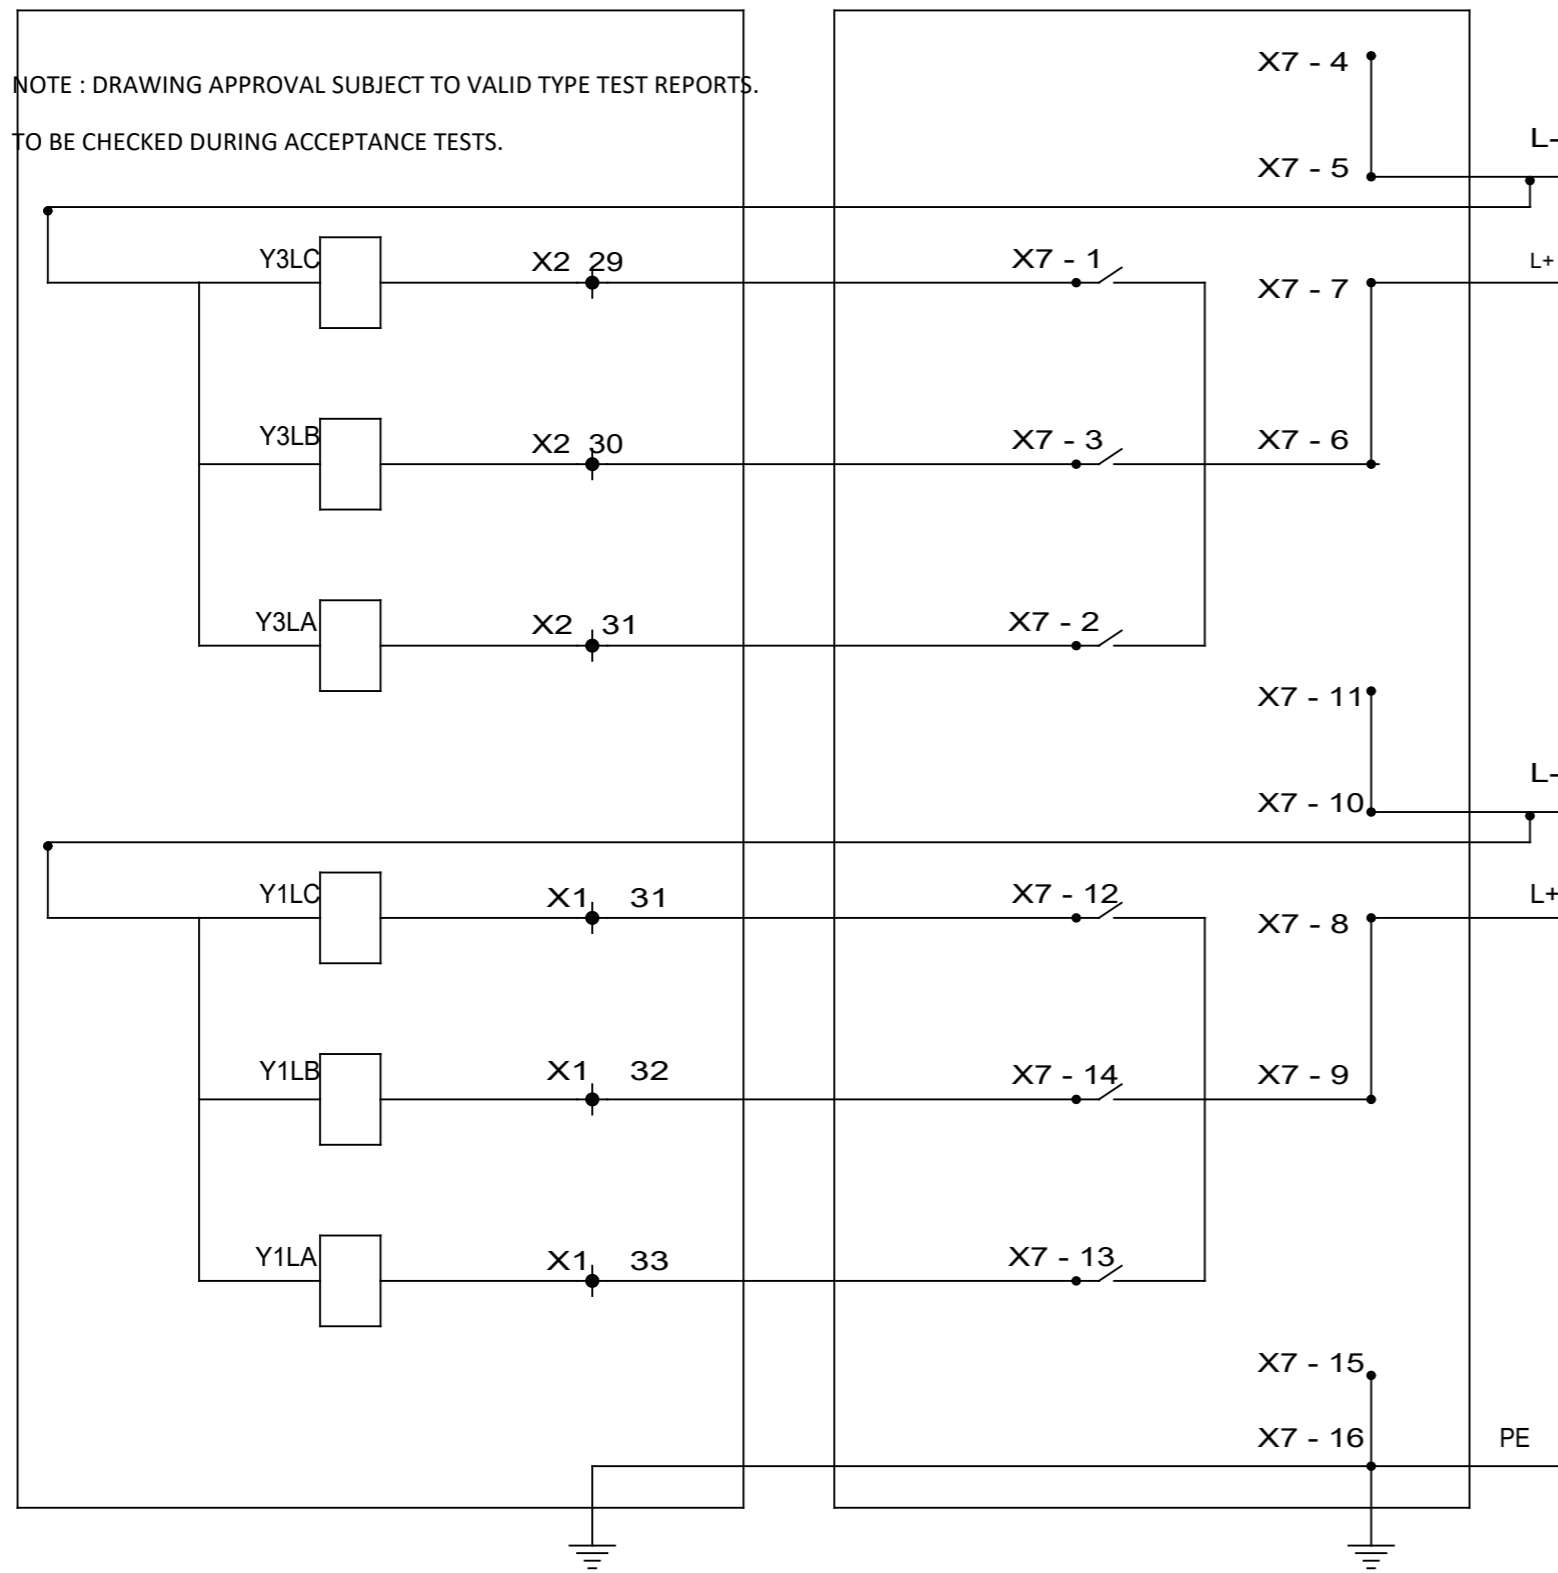 X7 - 4
NOTE : DRAWING APPROVAL SUBJECT TO VALID TYPE TEST REPORTS.
TO BE CHECKED DURING ACCEPTANCE TESTS.
L-
X7 - 5
Y3LC X2 29 X7 - 1 L+
X7 - 7
Y3LB X2 30 X7 - 3 X7 - 6
Y3LA X2 31 X7 - 2
X7 - 11
L-
X7 - 10
Y1LC X1 31 X7 - 12 L+
X7 - 8
Y1LB X1 32 X7 - 14 X7 - 9
Y1LA X1 33 X7 - 13
X7 - 15
X7 - 16 PE